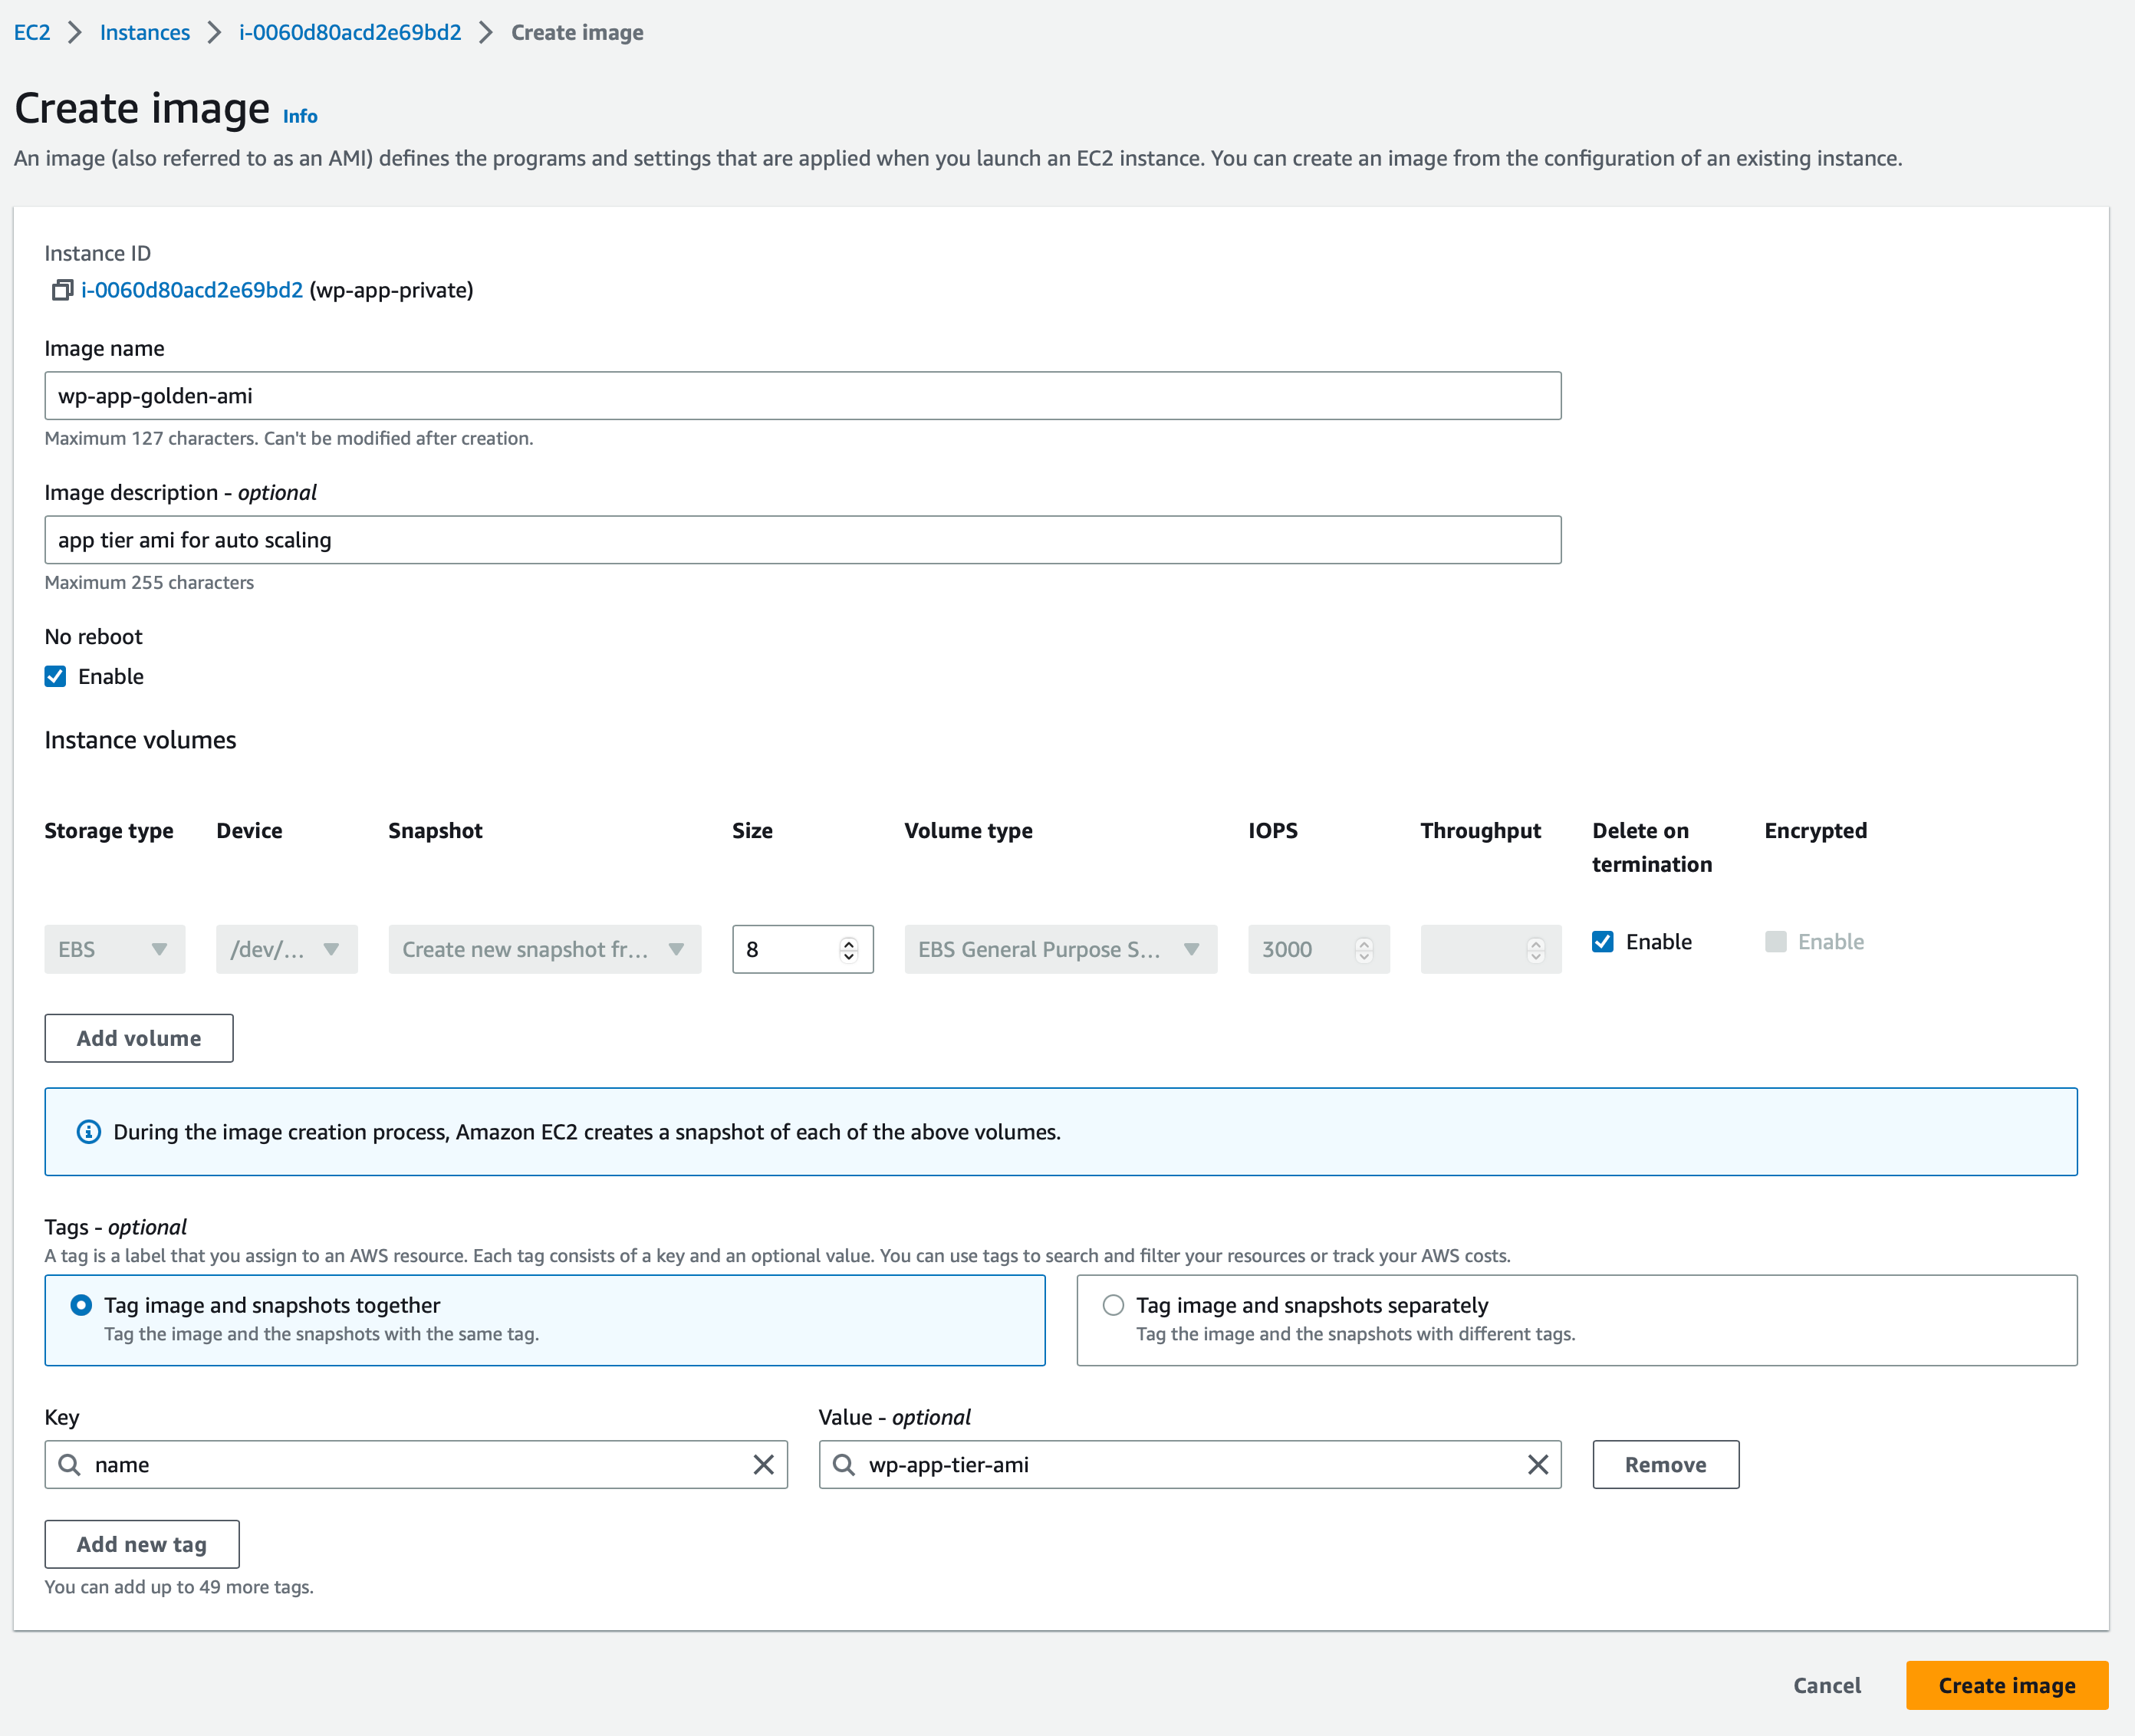 EC2 > Instances > i-0060d80acd2e69bd2 > Create image
Create image Info
An image (also referred to as an AMI) defines the programs and settings that are applied when you launch an EC2 instance. You can create an image from the configuration of an existing instance.
Instance ID
i-0060d80acd2e69bd2 (wp-app-private)
Image name
wp-app-golden-ami
Maximum 127 characters. Can't be modified after creation.
Image description - optional
app tier ami for auto scaling
Maximum 255 characters
No reboot
Enable
Instance volumes
Storage type Device Snapshot Size Volume type IOPS Throughput Delete on termination Encrypted
EBS /dev/... Create new snapshot fr... 8 EBS General Purpose S... 3000 Enable Enable
Add volume
During the image creation process, Amazon EC2 creates a snapshot of each of the above volumes.
Tags - optional
A tag is a label that you assign to an AWS resource. Each tag consists of a key and an optional value. You can use tags to search and filter your resources or track your AWS costs.
Tag image and snapshots together
Tag the image and the snapshots with the same tag.
Tag image and snapshots separately
Tag the image and the snapshots with different tags.
Key Value - optional
name wp-app-tier-ami Remove
Add new tag
You can add up to 49 more tags.
Cancel Create image